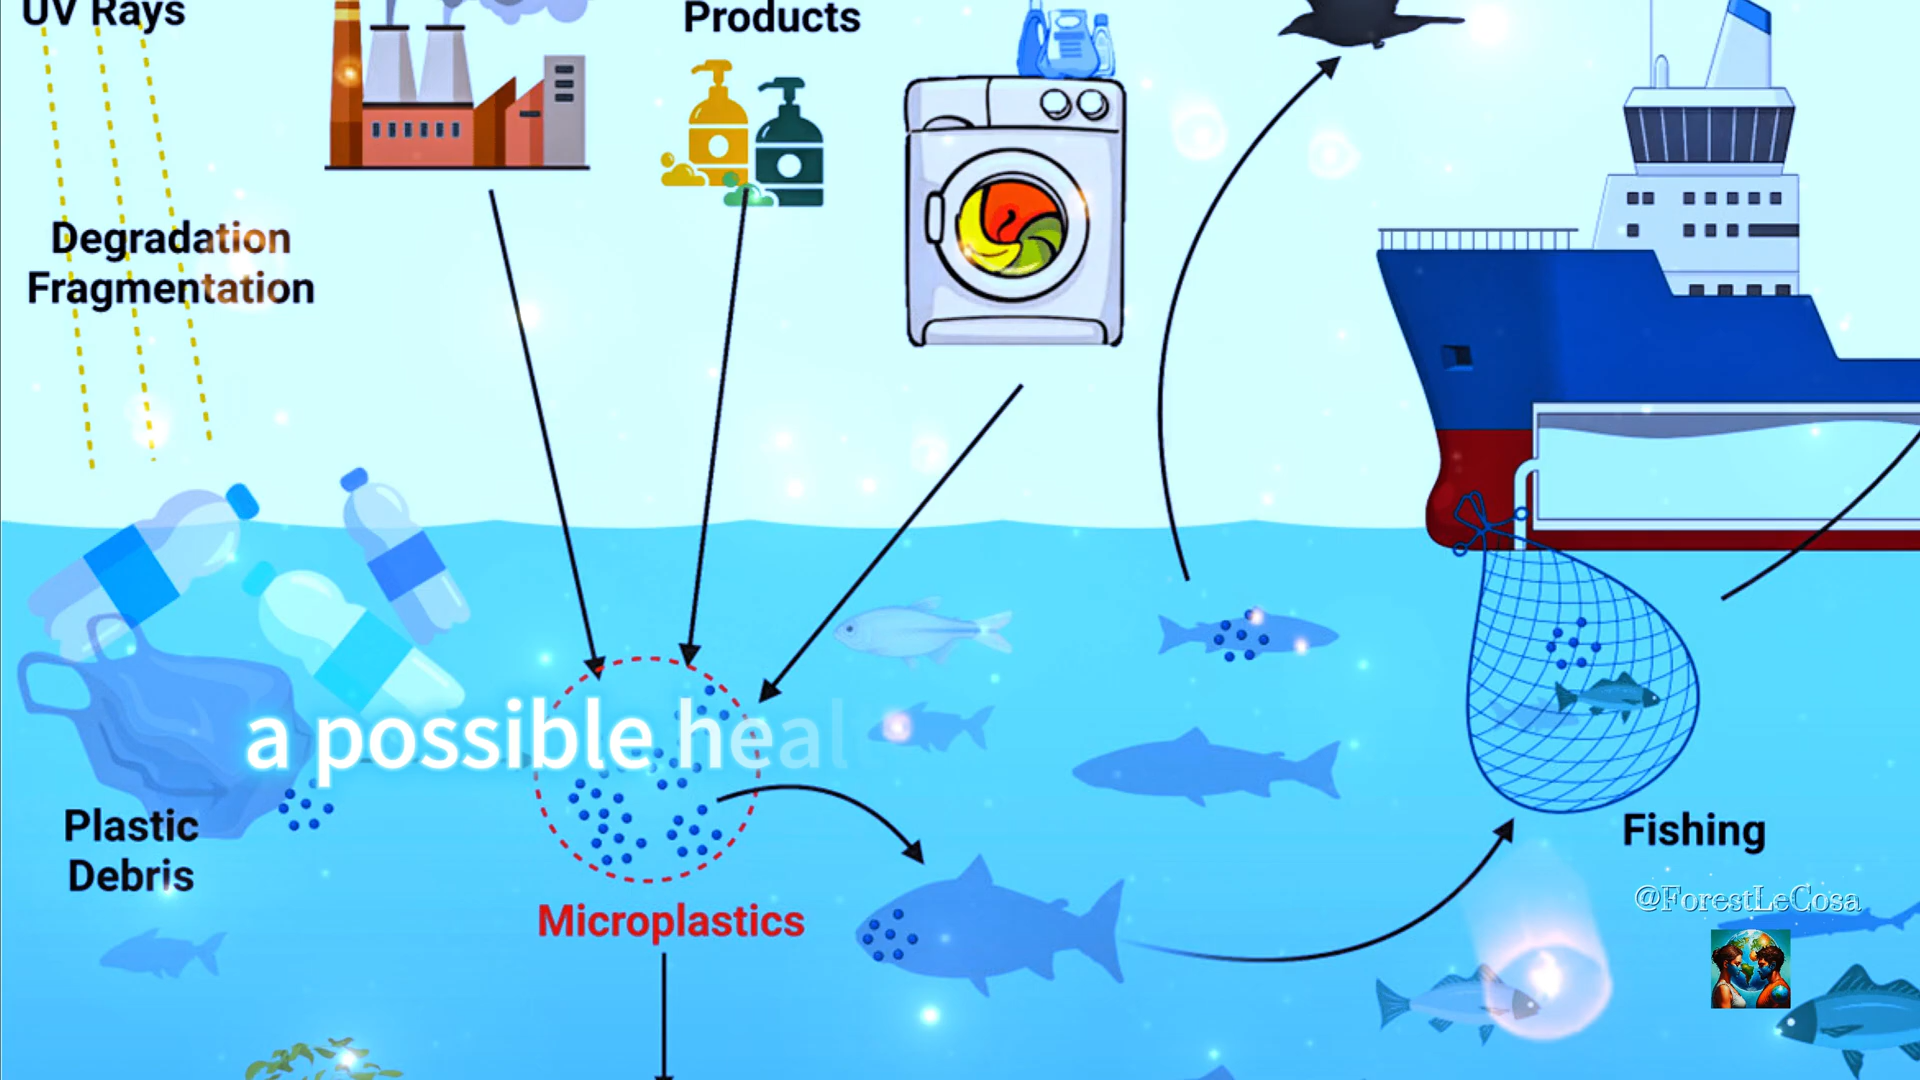 UV Rays
Products
Degradation
Fragmentation
a possible heal
Plastic
Debris
Microplastics
Fishing
@ForestLeCosa